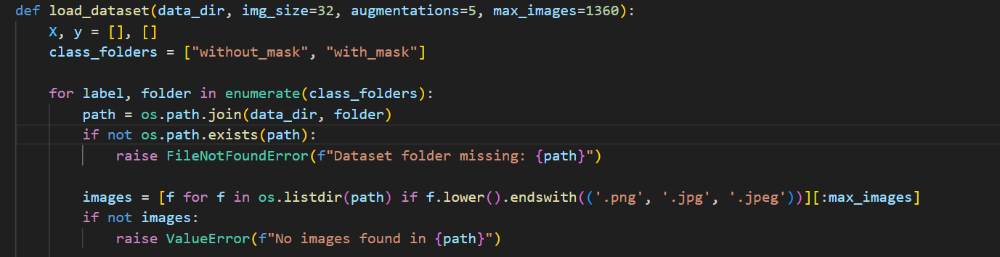 def load_dataset(data_dir, img_size=32, augmentations=5, max_images=1360):
    X, y = [], []
    class_folders = ["without_mask", "with_mask"]
    for label, folder in enumerate(class_folders):
        path = os.path.join(data_dir, folder)
        if not os.path.exists(path):
            raise FileNotFoundError(f"Dataset folder missing: {path}")
        images = [f for f in os.listdir(path) if f.lower().endswith(('.png', '.jpg', '.jpeg'))][:max_images]
        if not images:
            raise ValueError(f"No images found in {path}")